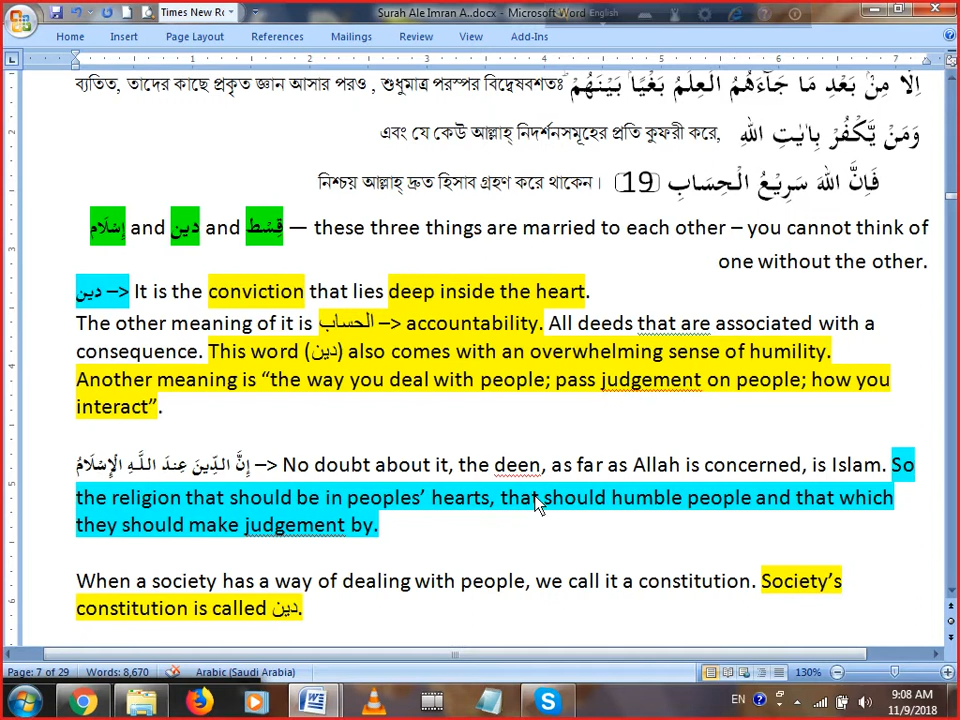 Surah Ale Imran A..docx - Microsoft Word
English
Times New Ro
Home Insert Page Layout References Mailings Review View Add-Ins
ব্যতিত, তাদের কাছে প্রকৃত জ্ঞান আসার পরও , শুধুমাত্র পরস্পর বিদ্বেষবশতঃ اِلَّا مِنْۢ بَعْدِ مَا جَآءَهُمُ الْعِلْمُ بَغْيًاۢ بَيْنَهُمْ ؕ
এবং যে কেউ আল্লাহ্‌ নিদর্শনসমূহের প্রতি কুফরী করে, وَمَنْ يَّكْفُرْ بِاٰيٰتِ اللّٰهِ
নিশ্চয় আল্লাহ্‌ দ্রুত হিসাব গ্রহণ করে থাকেন। فَاِنَّ اللّٰهَ سَرِيْعُ الْحِسَابِ (19)
إِسْلَام and دين and قِسْط — these three things are married to each other – you cannot think of
one without the other.
دين –> It is the conviction that lies deep inside the heart.
The other meaning of it is الحساب –> accountability. All deeds that are associated with a
consequence. This word (دين) also comes with an overwhelming sense of humility.
Another meaning is “the way you deal with people; pass judgement on people; how you
interact”.
إِنَّ الدِّينَ عِندَ اللَّـهِ الْإِسْلَامُ –> No doubt about it, the deen, as far as Allah is concerned, is Islam. So
the religion that should be in peoples’ hearts, that should humble people and that which
they should make judgement by.
When a society has a way of dealing with people, we call it a constitution. Society’s
constitution is called دين.
Page: 7 of 29 Words: 8,670 Arabic (Saudi Arabia) 130%
EN 9:08 AM
11/9/2018